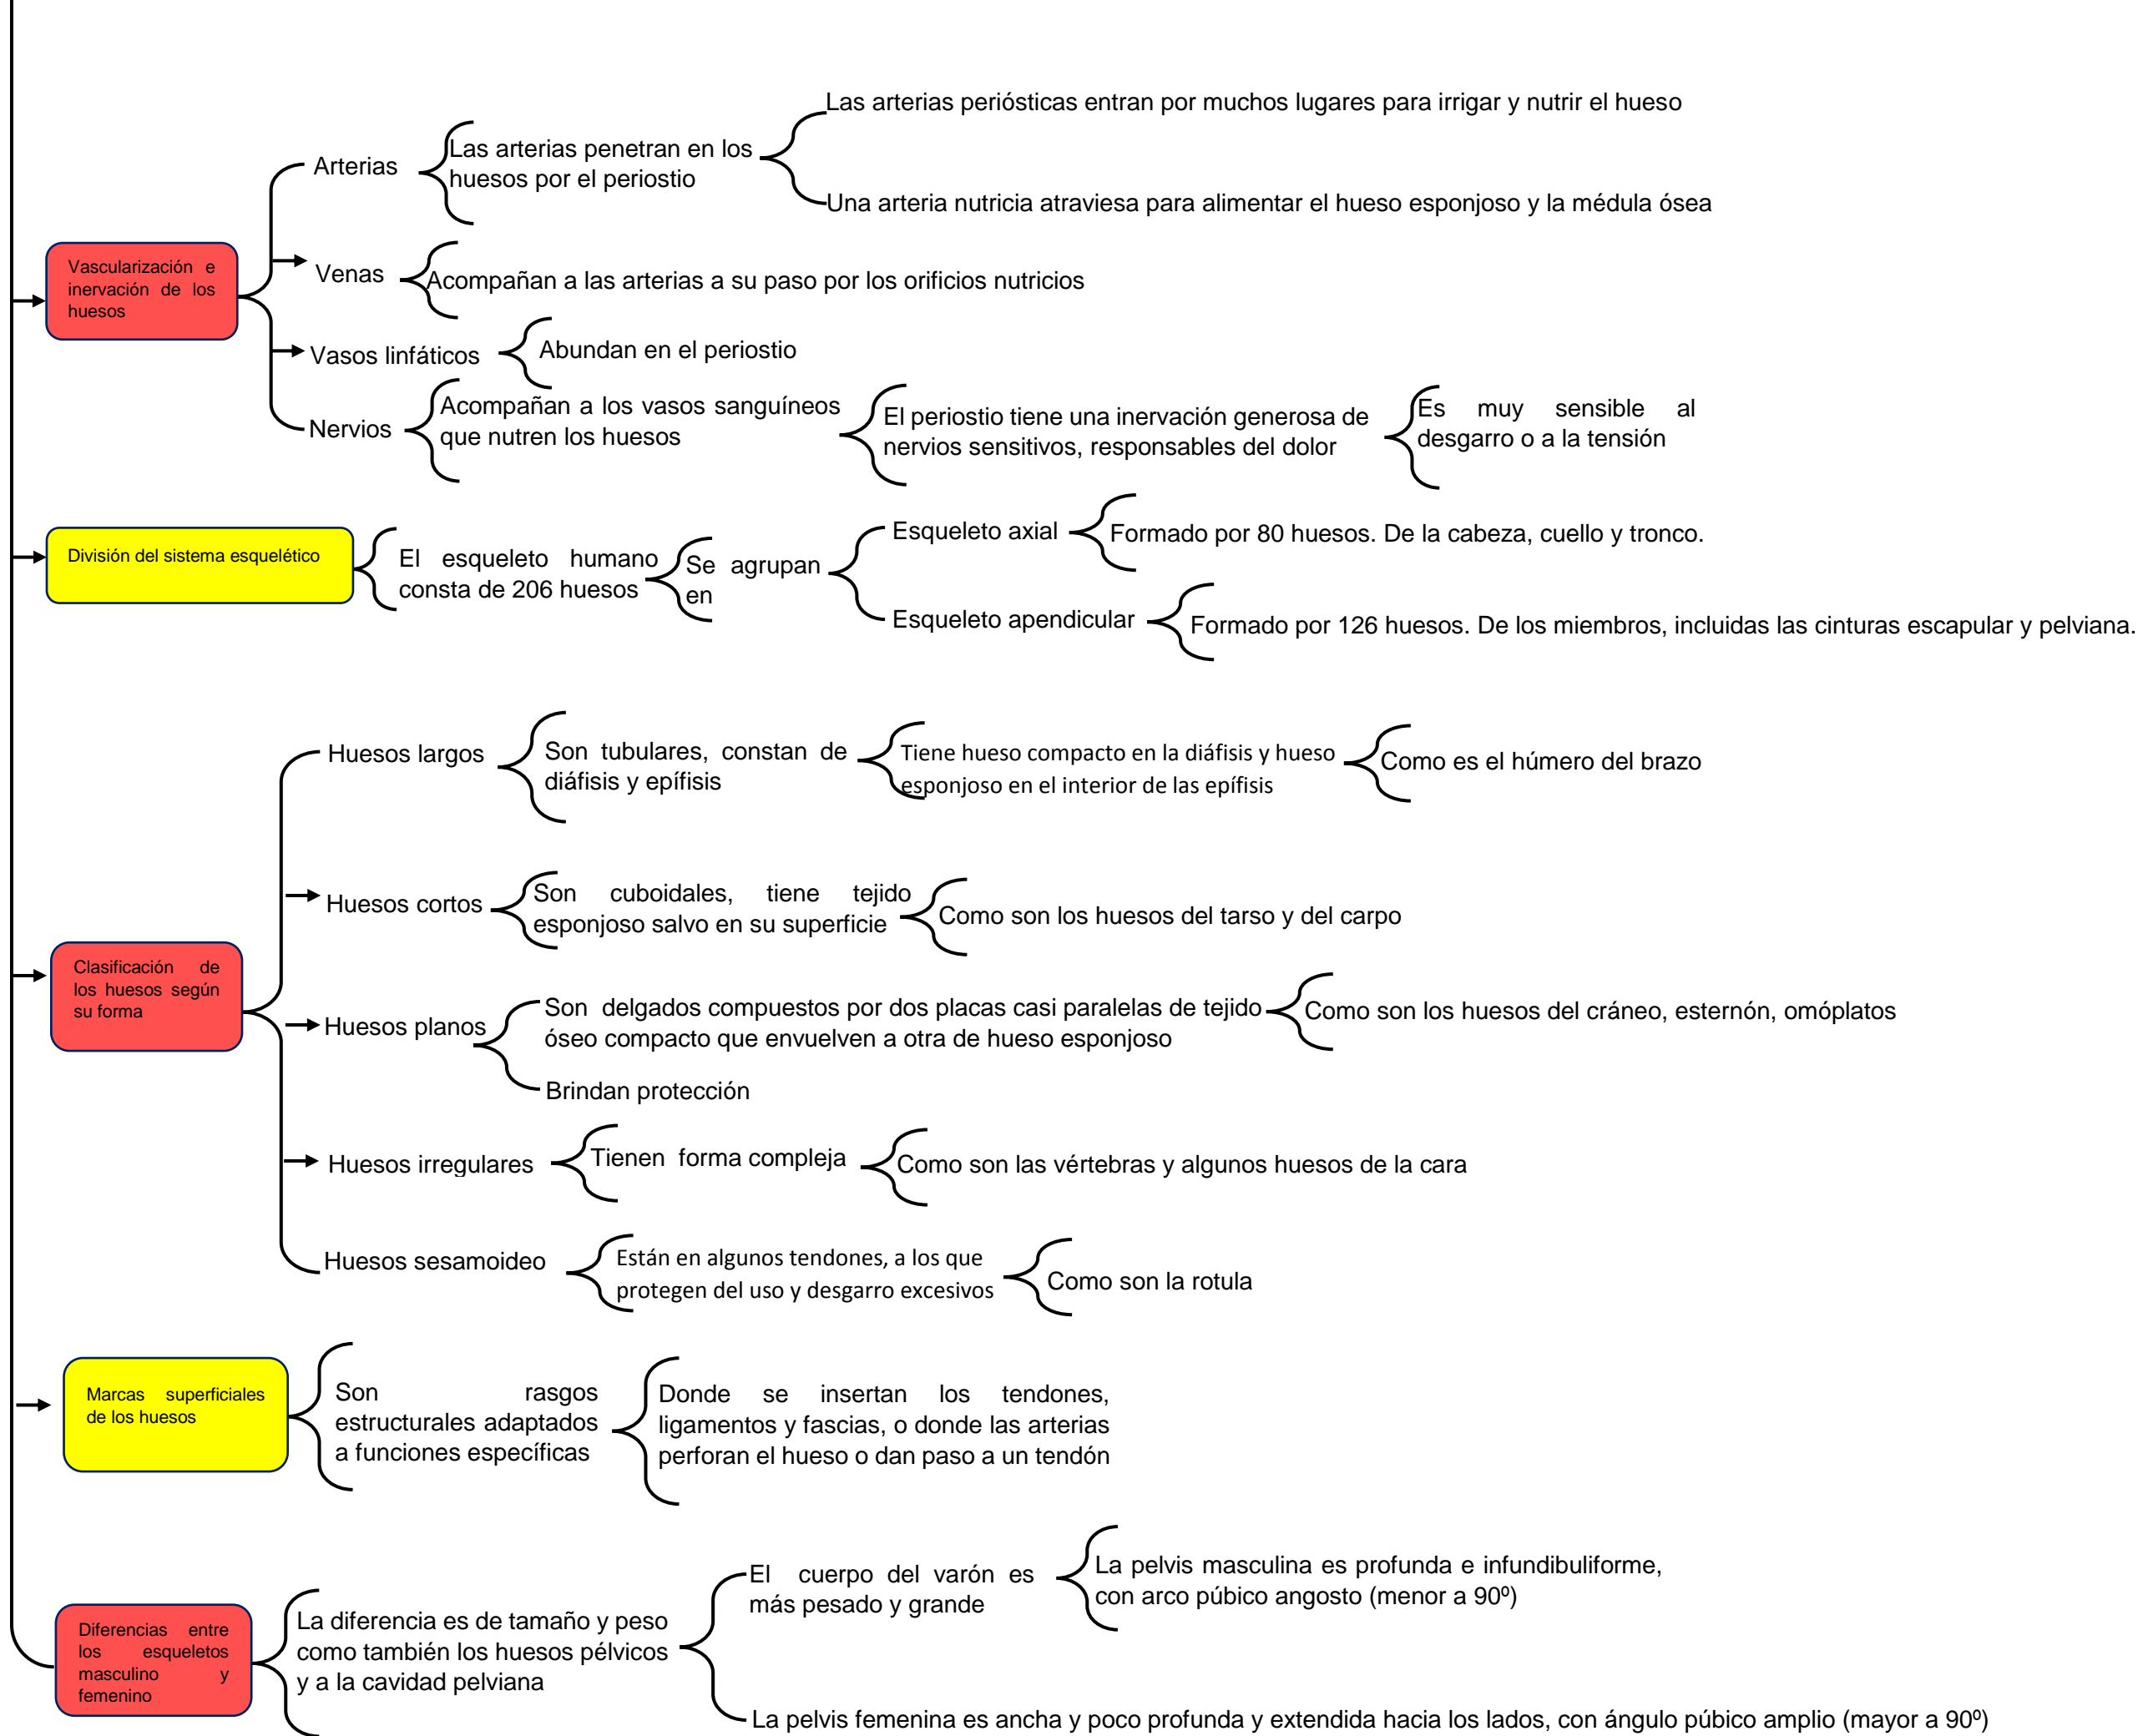 Vascularización e
inervación de los
huesos
Arterias
Las arterias penetran en los
huesos por el periostio
Las arterias periósticas entran por muchos lugares para irrigar y nutrir el hueso
Una arteria nutricia atraviesa para alimentar el hueso esponjoso y la médula ósea
Venas
Acompañan a las arterias a su paso por los orificios nutricios
Vasos linfáticos
Abundan en el periostio
Nervios
Acompañan a los vasos sanguíneos
que nutren los huesos
El periostio tiene una inervación generosa de
nervios sensitivos, responsables del dolor
Es muy sensible al
desgarro o a la tensión
División del sistema esquelético
El esqueleto humano
consta de 206 huesos
Se agrupan
en
Esqueleto axial
Formado por 80 huesos. De la cabeza, cuello y tronco.
Esqueleto apendicular
Formado por 126 huesos. De los miembros, incluidas las cinturas escapular y pelviana.
Clasificación de
los huesos según
su forma
Huesos largos
Son tubulares, constan de
diáfisis y epífisis
Tiene hueso compacto en la diáfisis y hueso
esponjoso en el interior de las epífisis
Como es el húmero del brazo
Huesos cortos
Son cuboidales, tiene tejido
esponjoso salvo en su superficie
Como son los huesos del tarso y del carpo
Huesos planos
Son delgados compuestos por dos placas casi paralelas de tejido
óseo compacto que envuelven a otra de hueso esponjoso
Como son los huesos del cráneo, esternón, omóplatos
Brindan protección
Huesos irregulares
Tienen forma compleja
Como son las vértebras y algunos huesos de la cara
Huesos sesamoideo
Están en algunos tendones, a los que
protegen del uso y desgarro excesivos
Como son la rotula
Marcas superficiales
de los huesos
Son rasgos
estructurales adaptados
a funciones específicas
Donde se insertan los tendones,
ligamentos y fascias, o donde las arterias
perforan el hueso o dan paso a un tendón
Diferencias entre
los esqueletos
masculino y
femenino
La diferencia es de tamaño y peso
como también los huesos pélvicos
y a la cavidad pelviana
El cuerpo del varón es
más pesado y grande
La pelvis masculina es profunda e infundibuliforme,
con arco púbico angosto (menor a 90º)
La pelvis femenina es ancha y poco profunda y extendida hacia los lados, con ángulo púbico amplio (mayor a 90º)